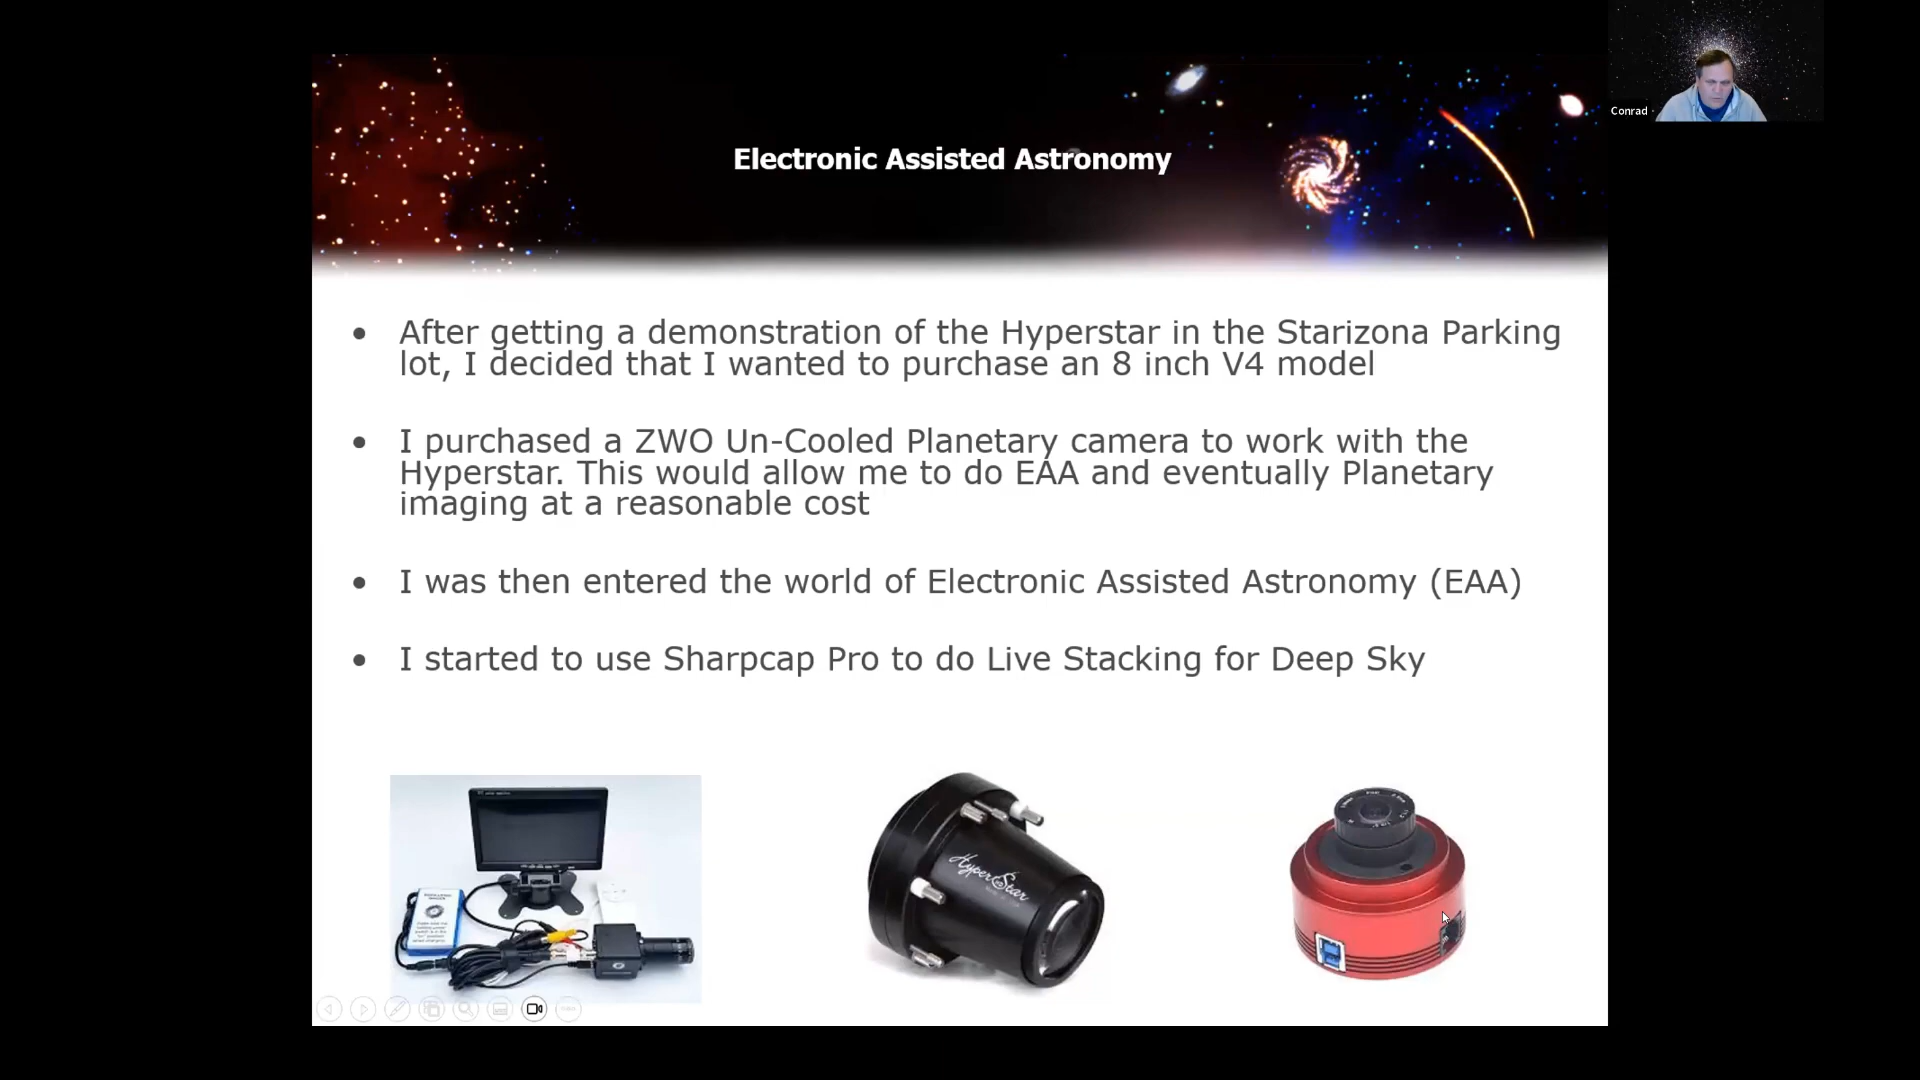 Conrad
Electronic Assisted Astronomy
• After getting a demonstration of the Hyperstar in the Starizona Parking
lot, I decided that I wanted to purchase an 8 inch V4 model
• I purchased a ZWO Un-Cooled Planetary camera to work with the
Hyperstar. This would allow me to do EAA and eventually Planetary
imaging at a reasonable cost
• I was then entered the world of Electronic Assisted Astronomy (EAA)
• I started to use Sharpcap Pro to do Live Stacking for Deep Sky
HyperStar